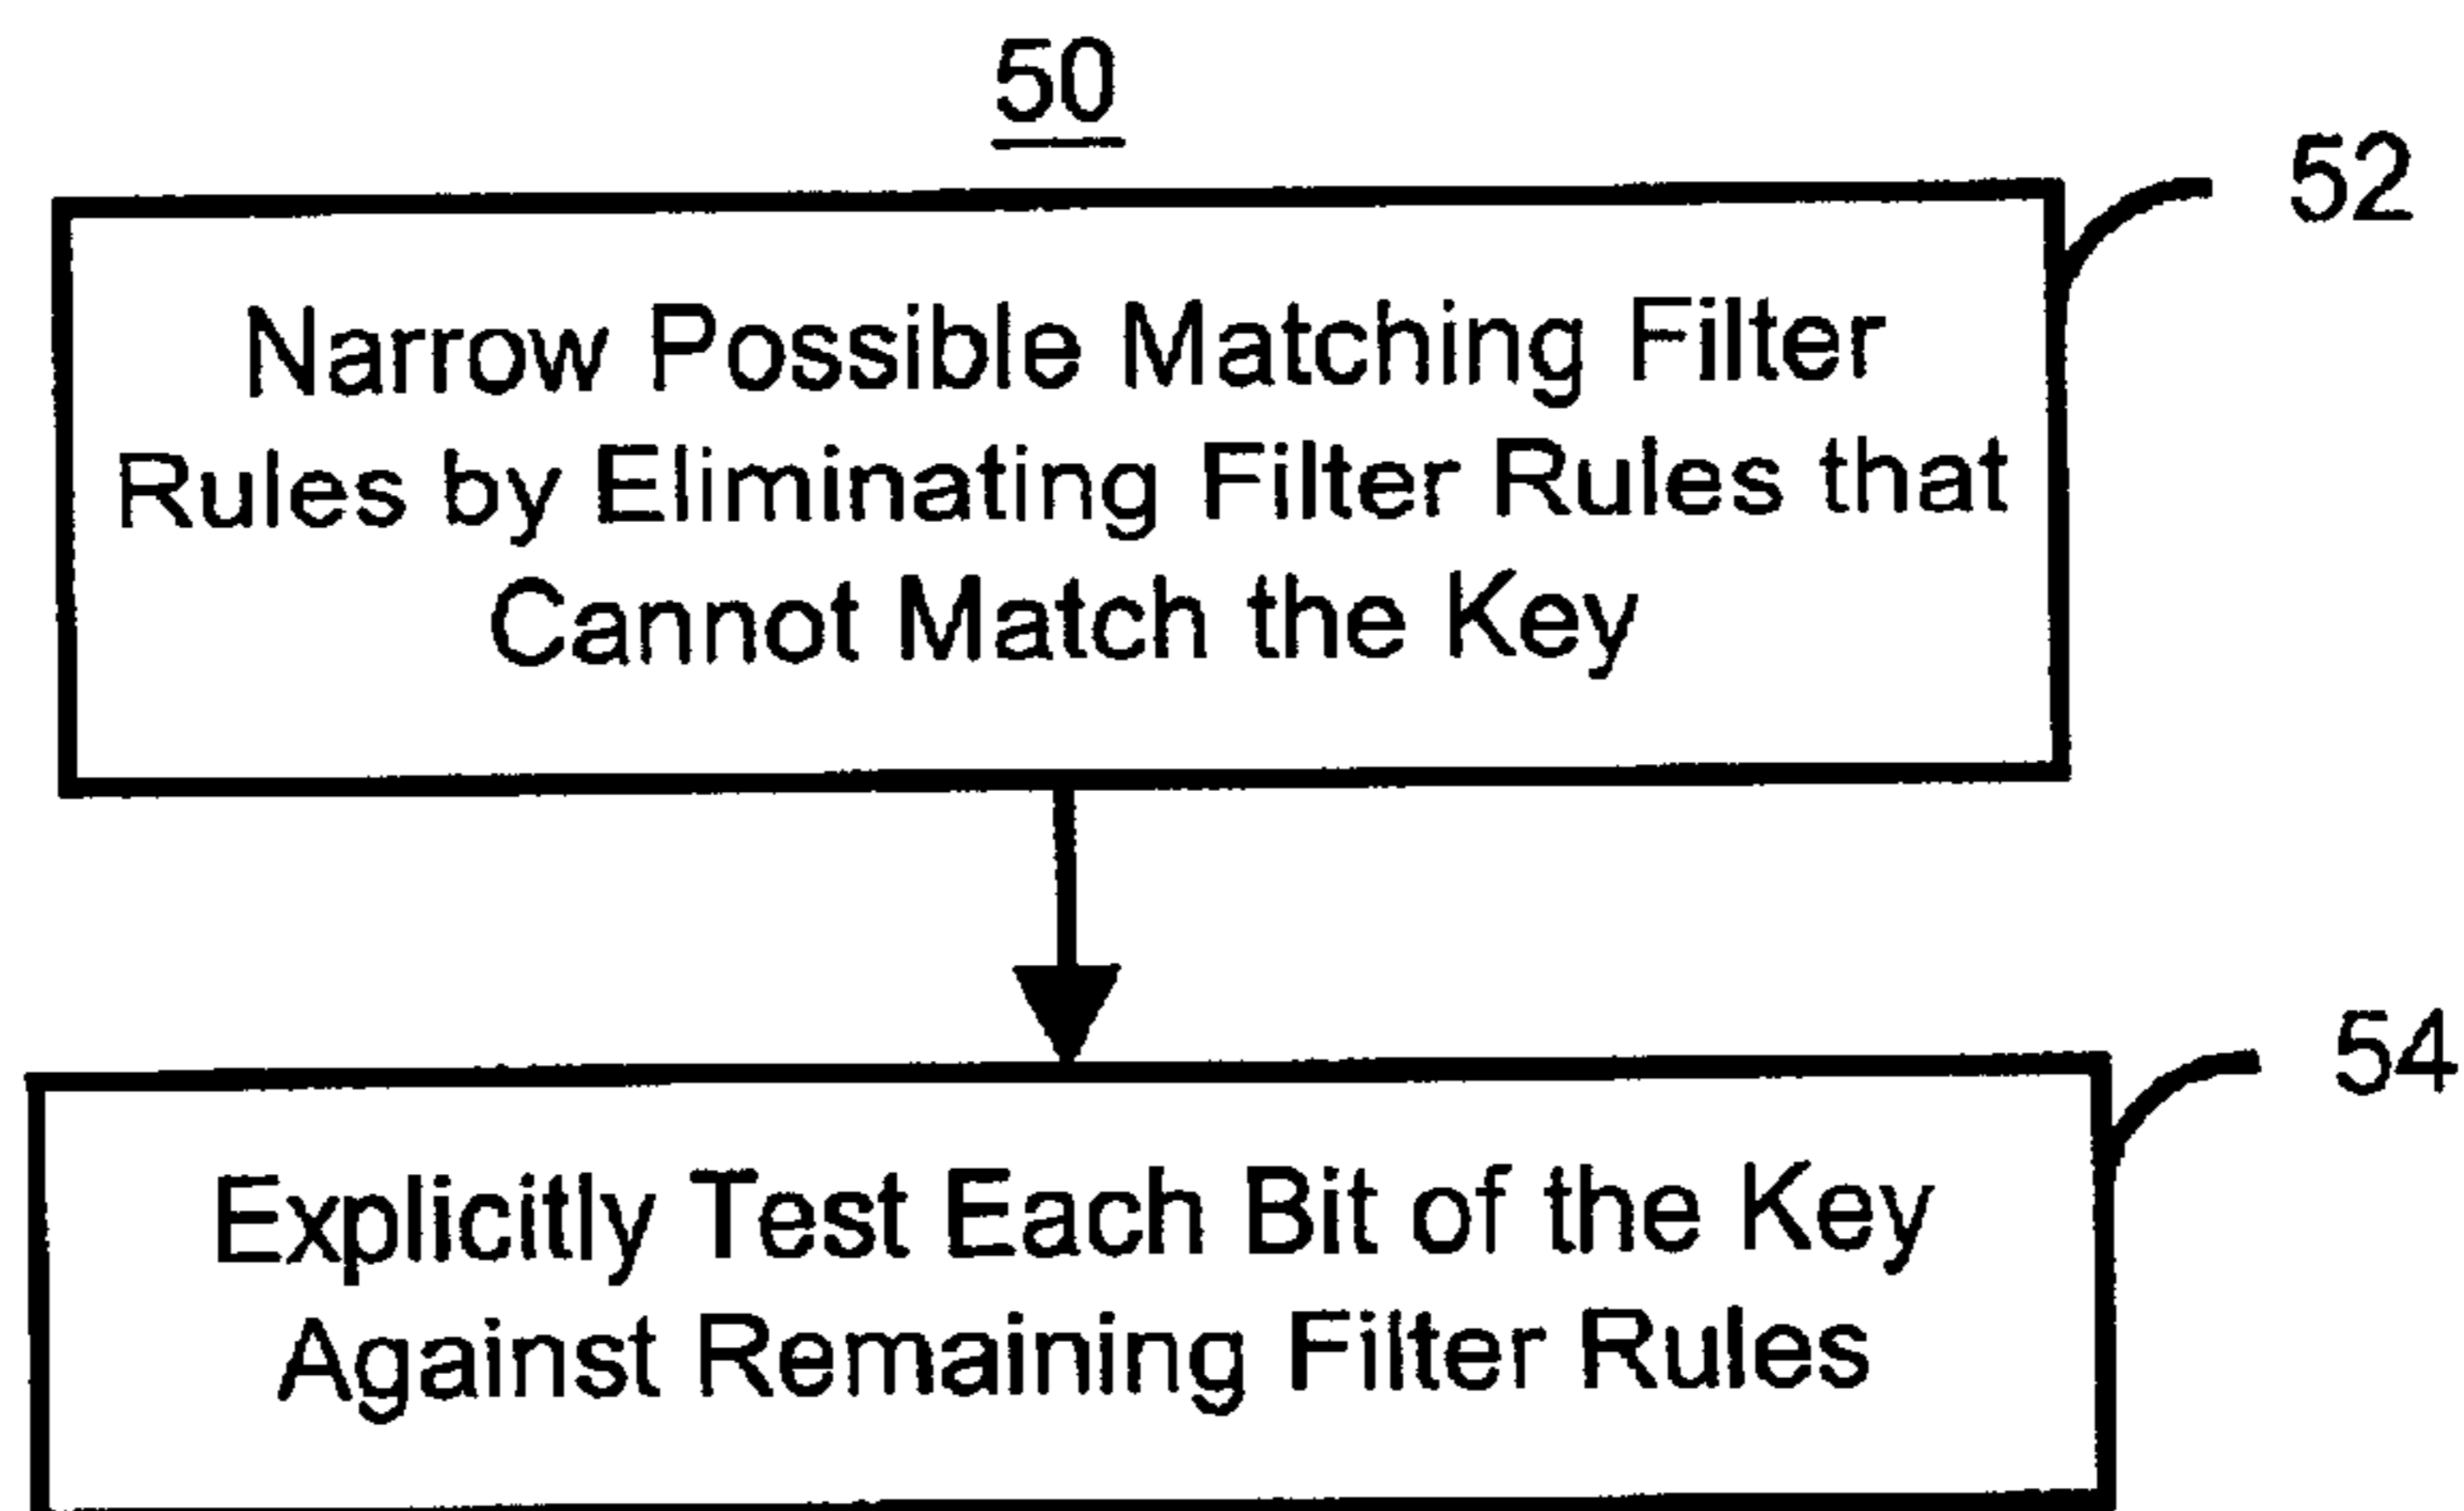 50
52
Narrow Possible Matching Filter
Rules by Eliminating Filter Rules that
Cannot Match the Key
54
Explicitly Test Each Bit of the Key
Against Remaining Filter Rules